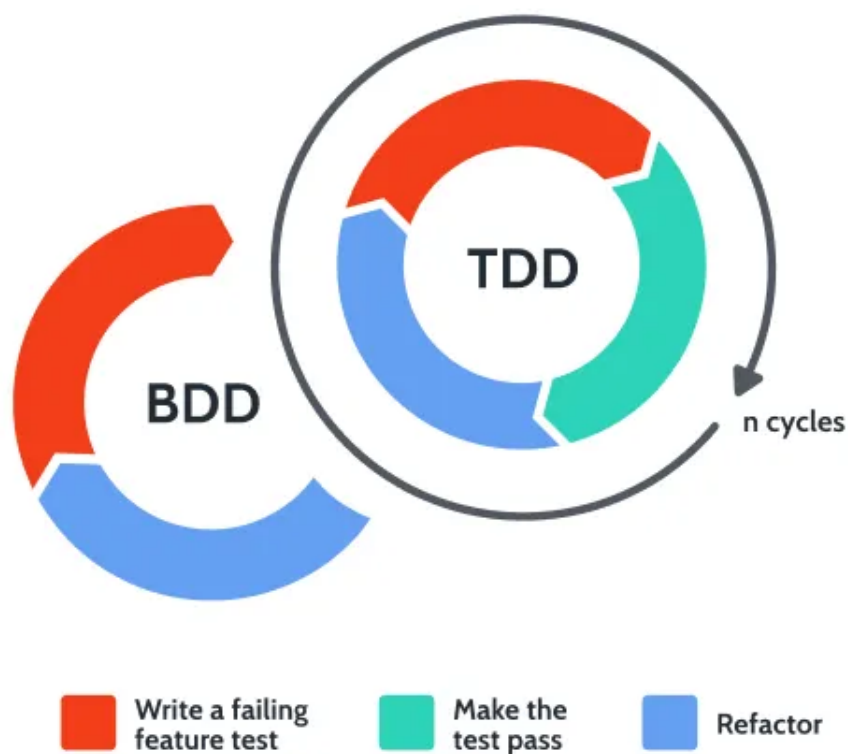 TDD
BDD
n cycles
Write a failing
feature test
Make the
test pass
Refactor